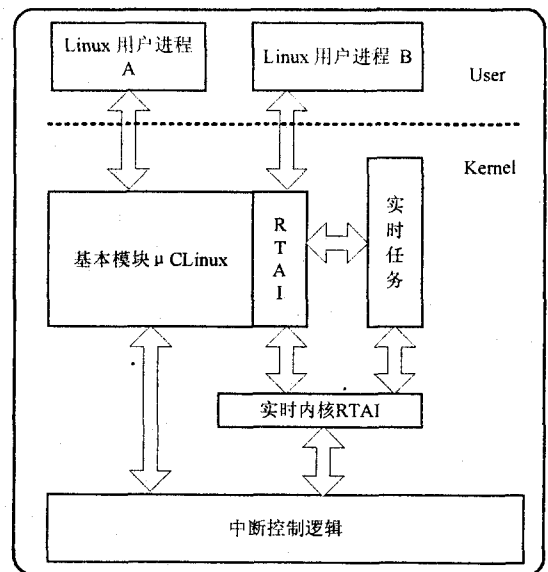 Linux 用户进程
A
Linux 用户进程 B
User
Kernel
基本模块 μ CLinux
R
T
A
I
实
时
任
务
实时内核RTAI
中断控制逻辑